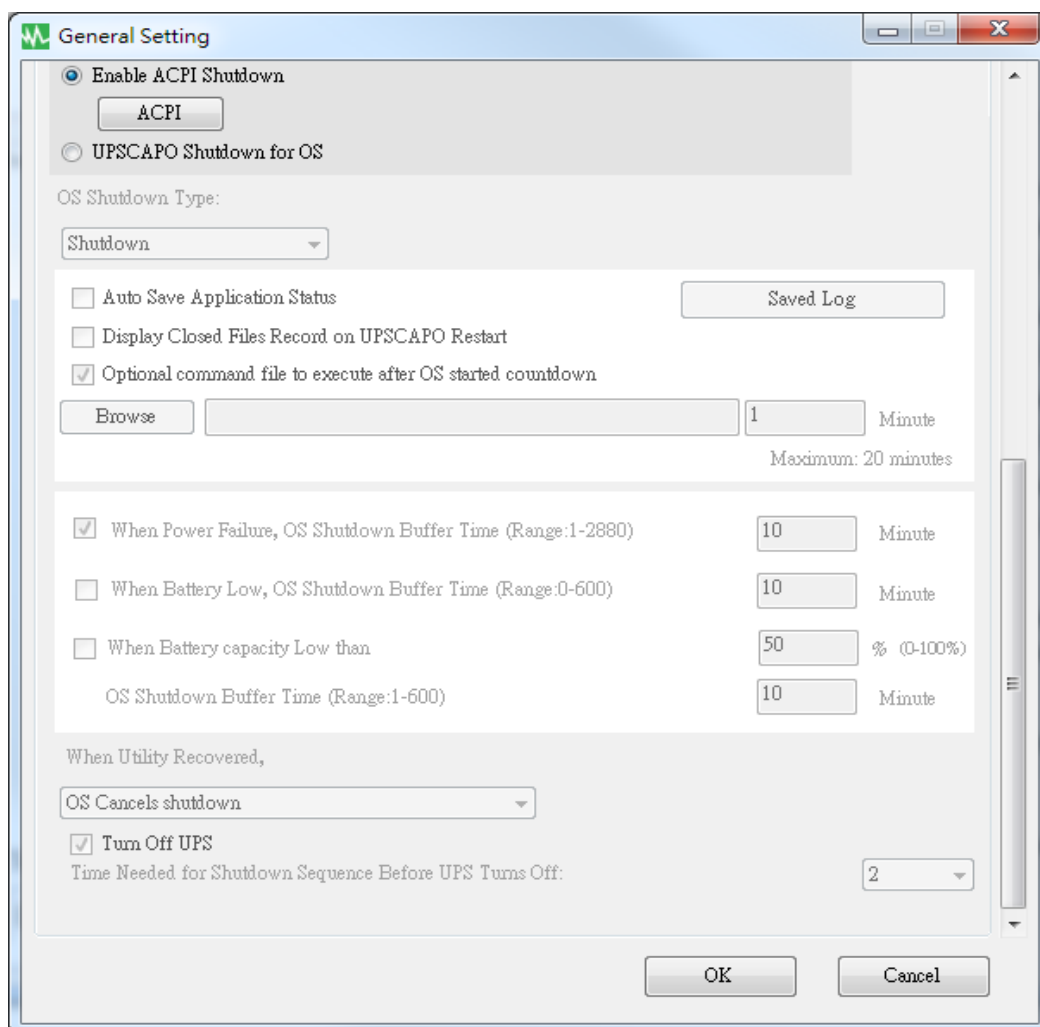 General Setting
Enable ACPI Shutdown
ACPI
UPSCAPO Shutdown for OS
OS Shutdown Type:
Shutdown
Auto Save Application Status
Saved Log
Display Closed Files Record on UPSCAPO Restart
Optional command file to execute after OS started countdown
Browse
1
Minute
Maximum: 20 minutes
When Power Failure, OS Shutdown Buffer Time (Range:1-2880)
10
Minute
When Battery Low, OS Shutdown Buffer Time (Range:0-600)
10
Minute
When Battery capacity Low than
50
% (0-100%)
OS Shutdown Buffer Time (Range:1-600)
10
Minute
When Utility Recovered,
OS Cancels shutdown
Turn Off UPS
Time Needed for Shutdown Sequence Before UPS Turns Off:
2
OK
Cancel